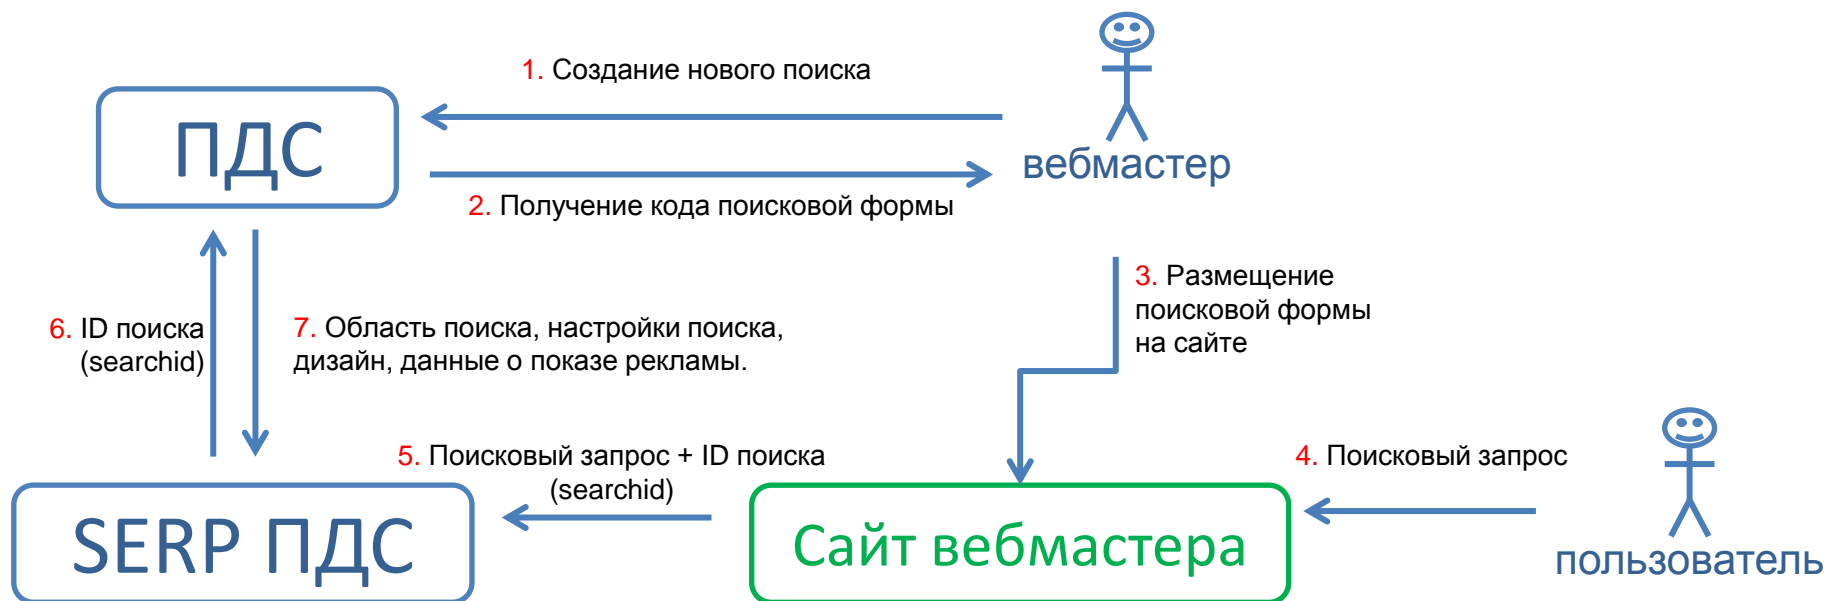 1. Создание нового поиска
ПДС
вебмастер
2. Получение кода поисковой формы
3. Размещение
поисковой формы
на сайте
6. ID поиска
(searchid)
7. Область поиска, настройки поиска,
дизайн, данные о показе рекламы.
5. Поисковый запрос + ID поиска
(searchid)
4. Поисковый запрос
SERP ПДС
Сайт вебмастера
пользователь